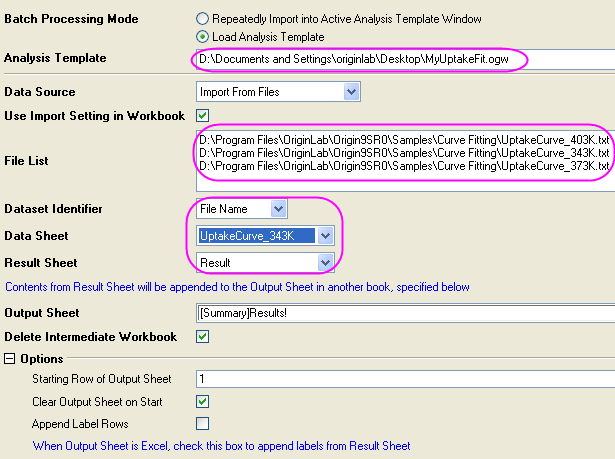 Batch Processing Mode
Repeatedly Import into Active Analysis Template Window
Load Analysis Template
Analysis Template
D:\Documents and Settings\originlab\Desktop\MyUptakeFit.ogw
Data Source
Import From Files
Use Import Setting in Workbook
File List
D:\Program Files\OriginLab\Origin9SR0\Samples\Curve Fitting\UptakeCurve_403K.txt
D:\Program Files\OriginLab\Origin9SR0\Samples\Curve Fitting\UptakeCurve_343K.txt
D:\Program Files\OriginLab\Origin9SR0\Samples\Curve Fitting\UptakeCurve_373K.txt
Dataset Identifier
File Name
Data Sheet
UptakeCurve_343K
Result Sheet
Result
Contents from Result Sheet will be appended to the Output Sheet in another book, specified below
Output Sheet
[Summary]Results!
Delete Intermediate Workbook
Options
Starting Row of Output Sheet
1
Clear Output Sheet on Start
Append Label Rows
When Output Sheet is Excel, check this box to append labels from Result Sheet